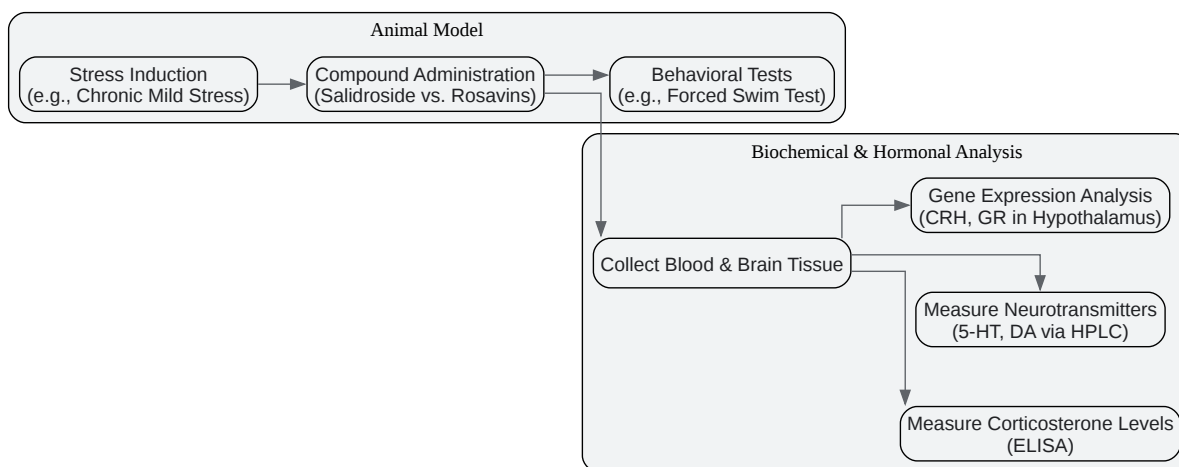 Animal Model
Stress Induction
(e.g., Chronic Mild Stress)
Compound Administration
(Salidroside vs. Rosavins)
Behavioral Tests
(e.g., Forced Swim Test)
Biochemical & Hormonal Analysis
Gene Expression Analysis
(CRH, GR in Hypothalamus)
Collect Blood & Brain Tissue
Measure Neurotransmitters
(5-HT, DA via HPLC)
Measure Corticosterone Levels
(ELISA)